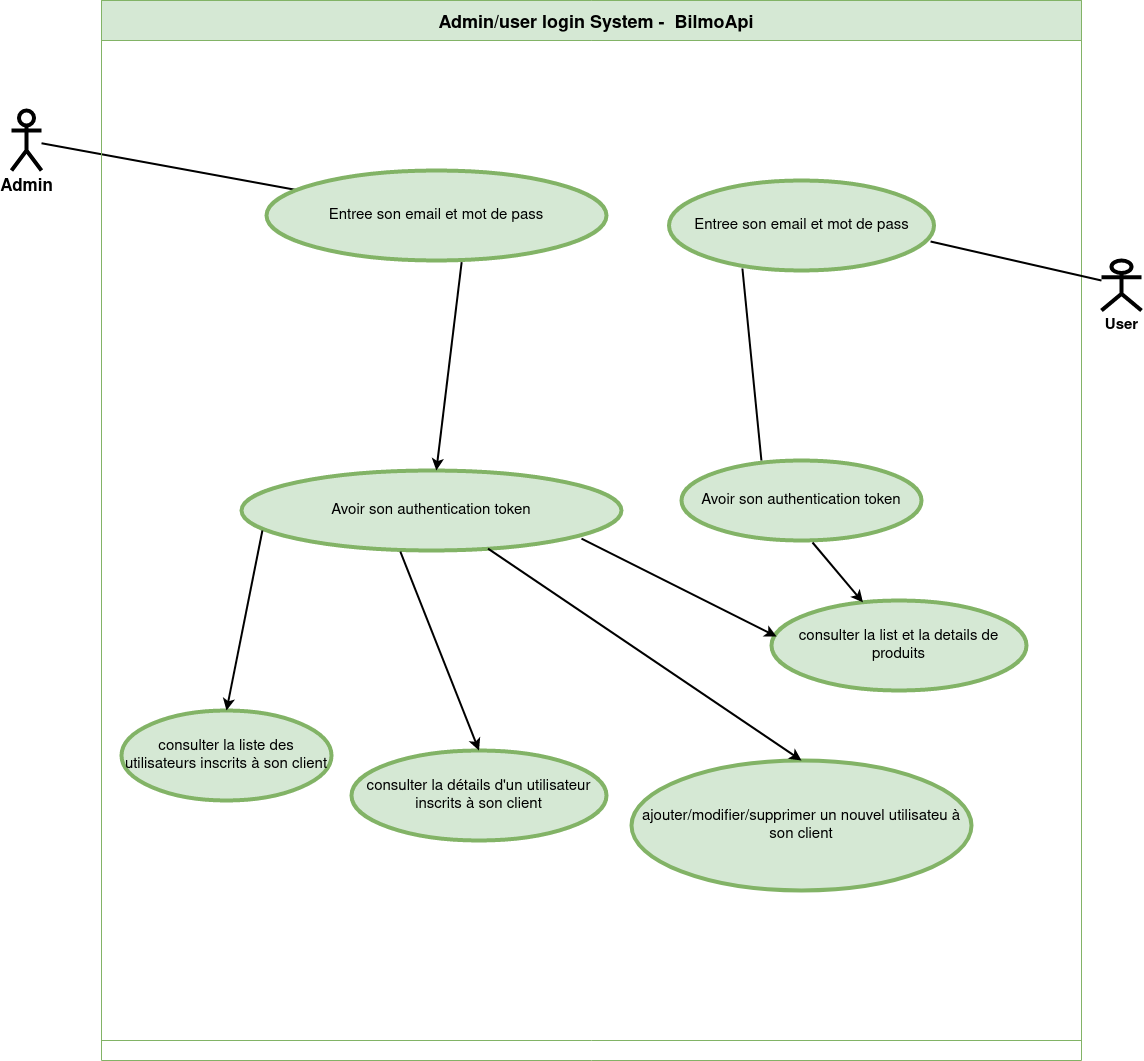 Admin/user login System -  BilmoApi
Admin
Entree son email et mot de pass
Entree son email et mot de pass
User
Avoir son authentication token
Avoir son authentication token
consulter la list et la details de
produits
consulter la liste des
utilisateurs inscrits à son client
consulter la détails d'un utilisateur
inscrits à son client
ajouter/modifier/supprimer un nouvel utilisateu à
son client